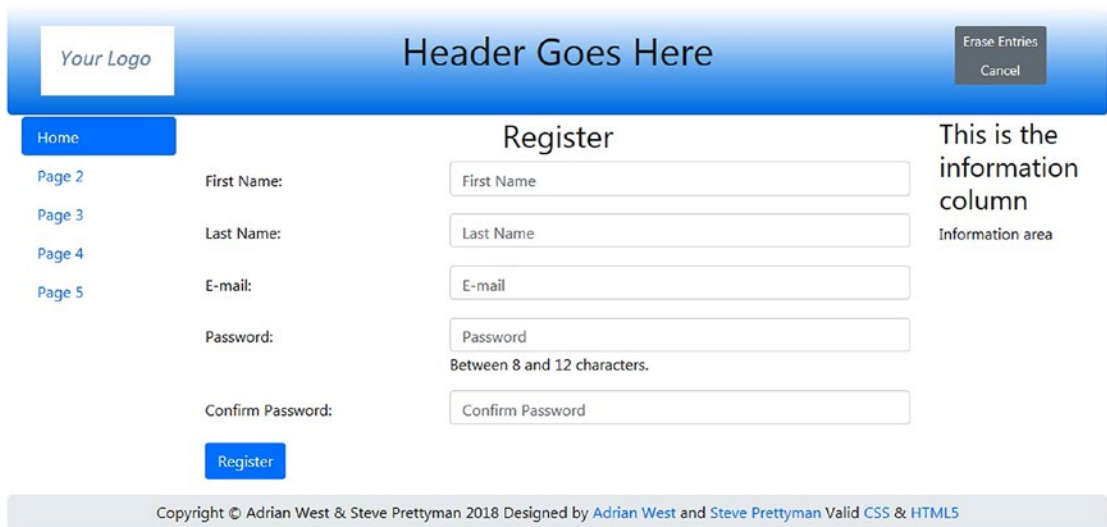 Your Logo
Header Goes Here
Erase Entries
Cancel
Home
Page 2
Page 3
Page 4
Page 5
Register
First Name:
First Name
Last Name:
Last Name
E-mail:
E-mail
Password:
Password
Between 8 and 12 characters.
Confirm Password:
Confirm Password
Register
This is the
information
column
Information area
Copyright © Adrian West & Steve Prettyman 2018 Designed by Adrian West and Steve Prettyman Valid CSS & HTML5